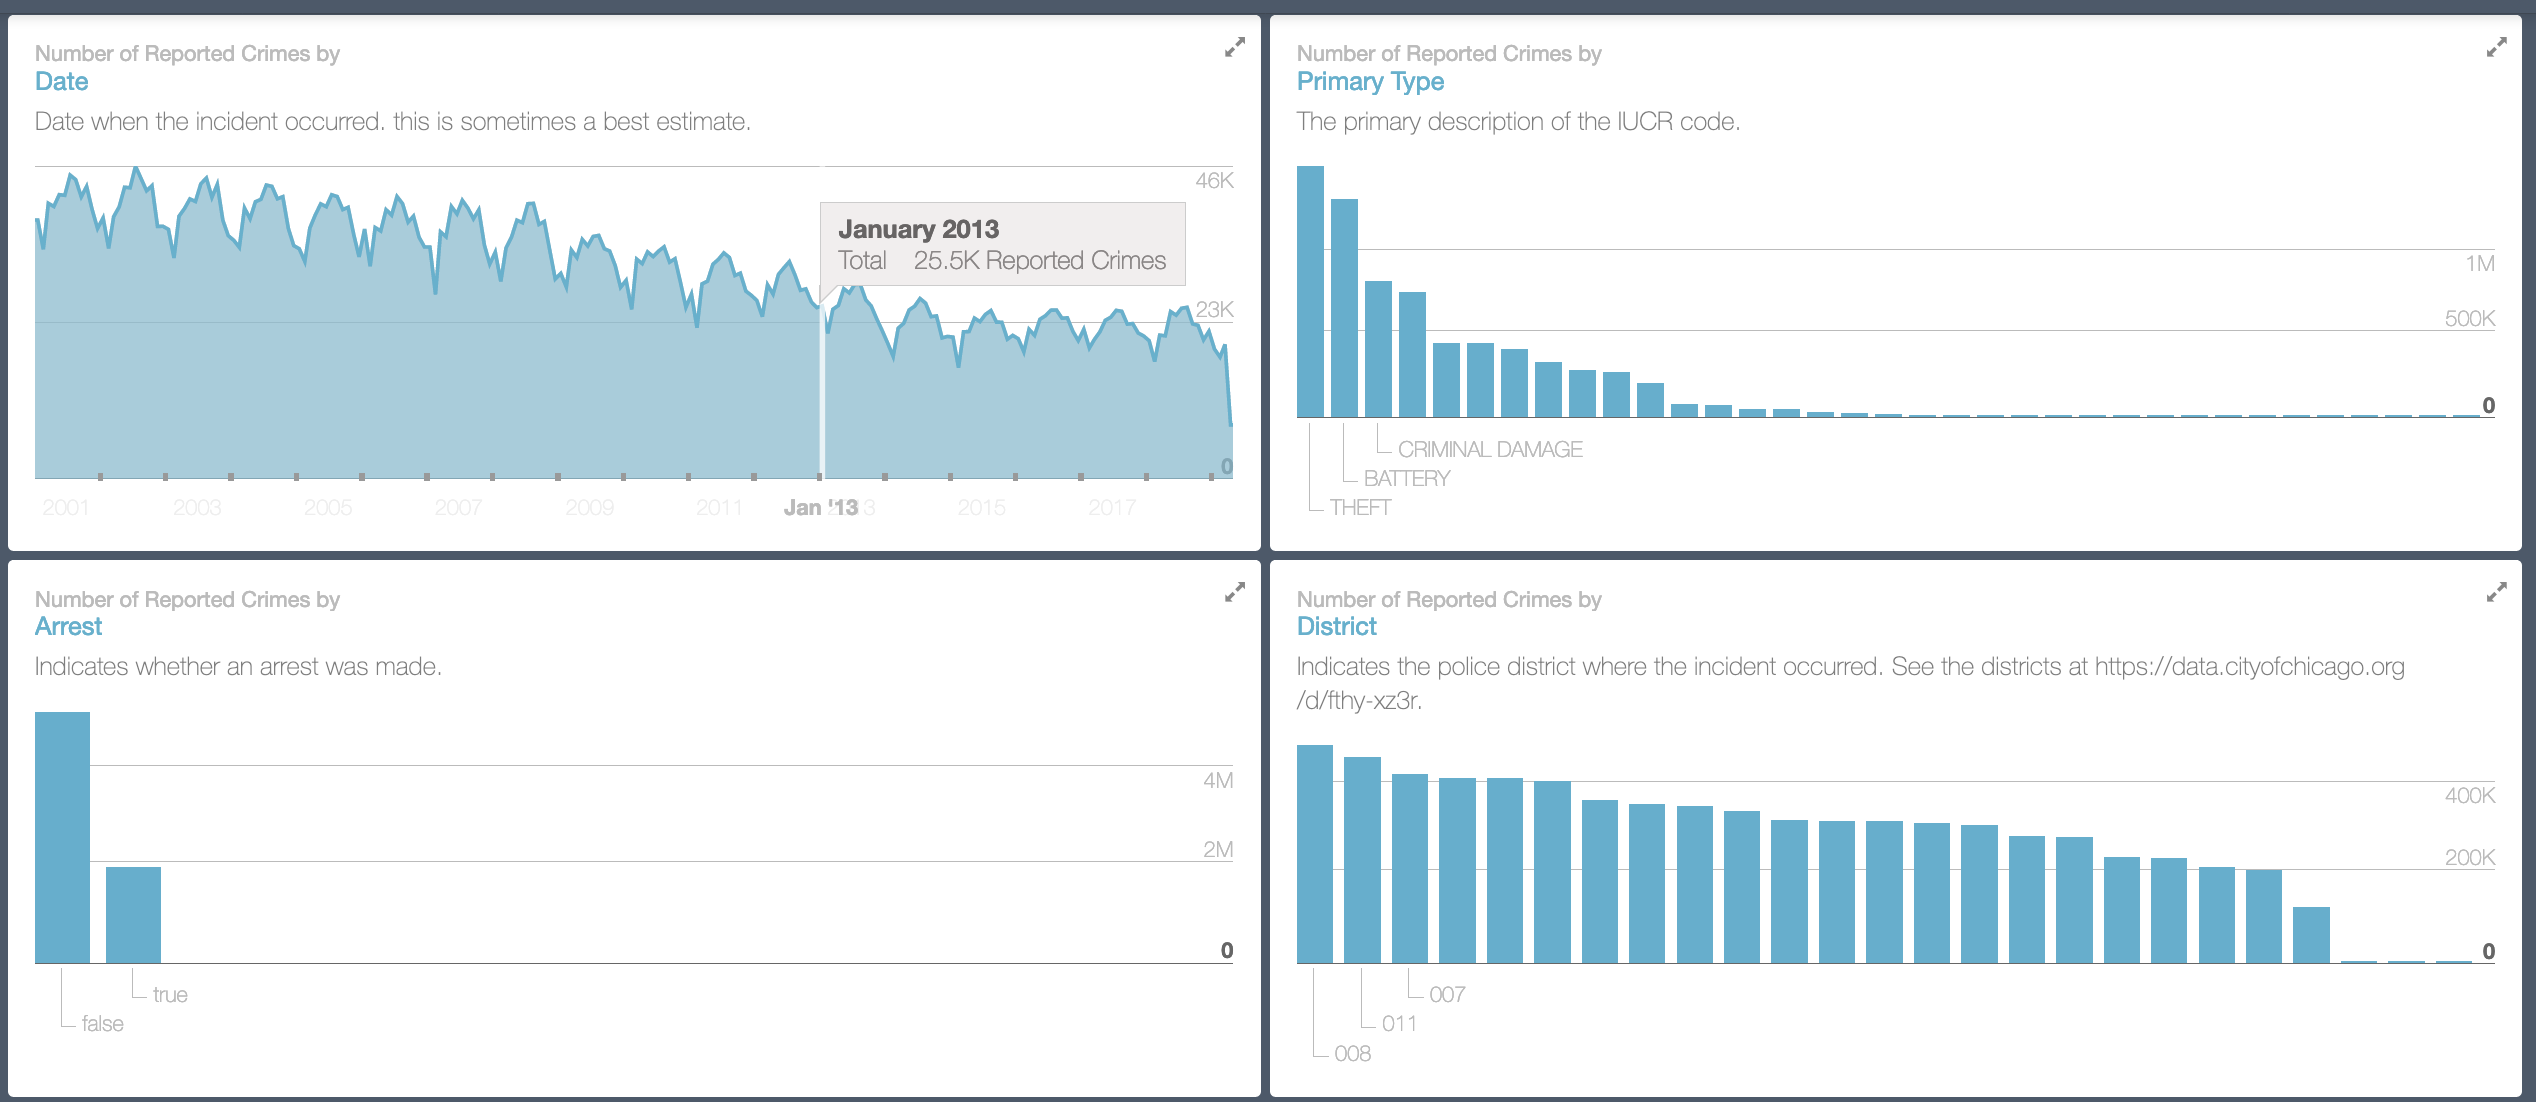 Number of Reported Crimes by
Date
Date when the incident occurred. this is sometimes a best estimate.
46K
January 2013
Total 25.5K Reported Crimes
23K
0
2001 2003 2005 2007 2009 2011 Jan '13 2013 2015 2017
Number of Reported Crimes by
Primary Type
The primary description of the IUCR code.
1M
500K
0
CRIMINAL DAMAGE
BATTERY
THEFT
Number of Reported Crimes by
Arrest
Indicates whether an arrest was made.
4M
2M
0
true
false
Number of Reported Crimes by
District
Indicates the police district where the incident occurred. See the districts at https://data.cityofchicago.org
/d/fthy-xz3r.
400K
200K
0
007
011
008